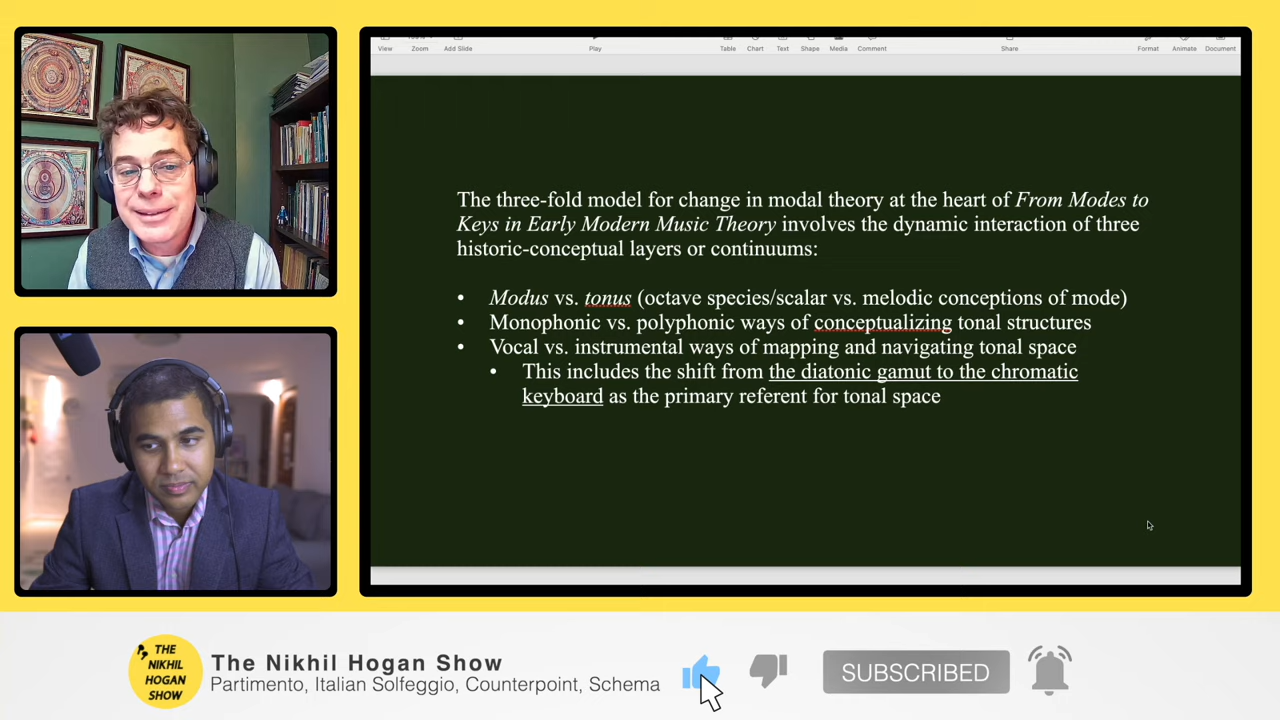 View
Zoom
Add Slide
Play
Table
Chart
Text
Shape
Media
Comment
Share
Format
Animate
Document
The three-fold model for change in modal theory at the heart of From Modes to
Keys in Early Modern Music Theory involves the dynamic interaction of three
historic-conceptual layers or continuums:
• Modus vs. tonus (octave species/scalar vs. melodic conceptions of mode)
• Monophonic vs. polyphonic ways of conceptualizing tonal structures
• Vocal vs. instrumental ways of mapping and navigating tonal space
• This includes the shift from the diatonic gamut to the chromatic
keyboard as the primary referent for tonal space
THE
NIKHIL
HOGAN
SHOW
The Nikhil Hogan Show
Partimento, Italian Solfeggio, Counterpoint, Schema
SUBSCRIBED